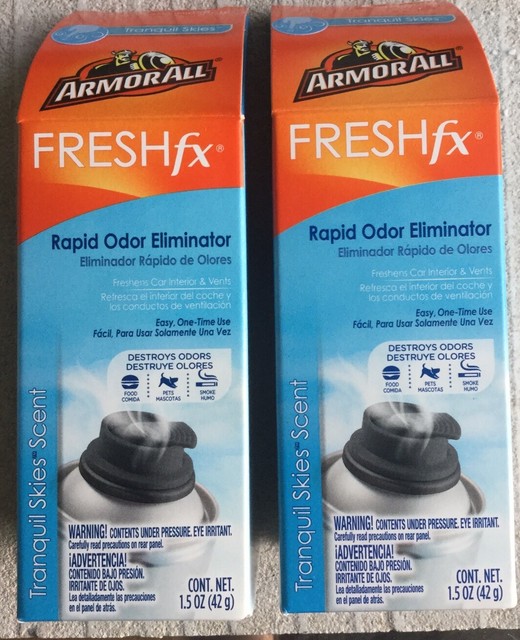 Tranquil Skies
ARMOR ALL
FRESHfx®
Rapid Odor Eliminator
Eliminador Rápido de Olores
Freshens Car Interior & Vents
Refresca el interior del coche y
los conductos de ventilación
Easy, One-Time Use
Fácil, Para Usar Solamente Una Vez
DESTROYS ODORS
DESTRUYE OLORES
FOOD
COMIDA
PETS
MASCOTAS
SMOKE
HUMO
Tranquil Skies Scent
WARNING! CONTENTS UNDER PRESSURE. EYE IRRITANT.
Carefully read precautions on rear panel.
¡ADVERTENCIA!
CONTENIDO BAJO PRESIÓN.
IRRITANTE DE OJOS.
Lea detalladamente las precauciones
en el panel de atrás.
CONT. NET.
1.5 OZ (42 g)
Tranquil Skies
ARMOR ALL
FRESHfx®
Rapid Odor Eliminator
Eliminador Rápido de Olores
Freshens Car Interior & Vents
Refresca el interior del coche y
los conductos de ventilación
Easy, One-Time Use
Fácil, Para Usar Solamente Una Vez
DESTROYS ODORS
DESTRUYE OLORES
FOOD
COMIDA
PETS
MASCOTAS
SMOKE
HUMO
Tranquil Skies Scent
WARNING! CONTENTS UNDER PRESSURE. EYE IRRITANT.
Carefully read precautions on rear panel.
¡ADVERTENCIA!
CONTENIDO BAJO PRESIÓN.
IRRITANTE DE OJOS.
Lea detalladamente las precauciones
en el panel de atrás.
CONT. NET.
1.5 OZ (42 g)